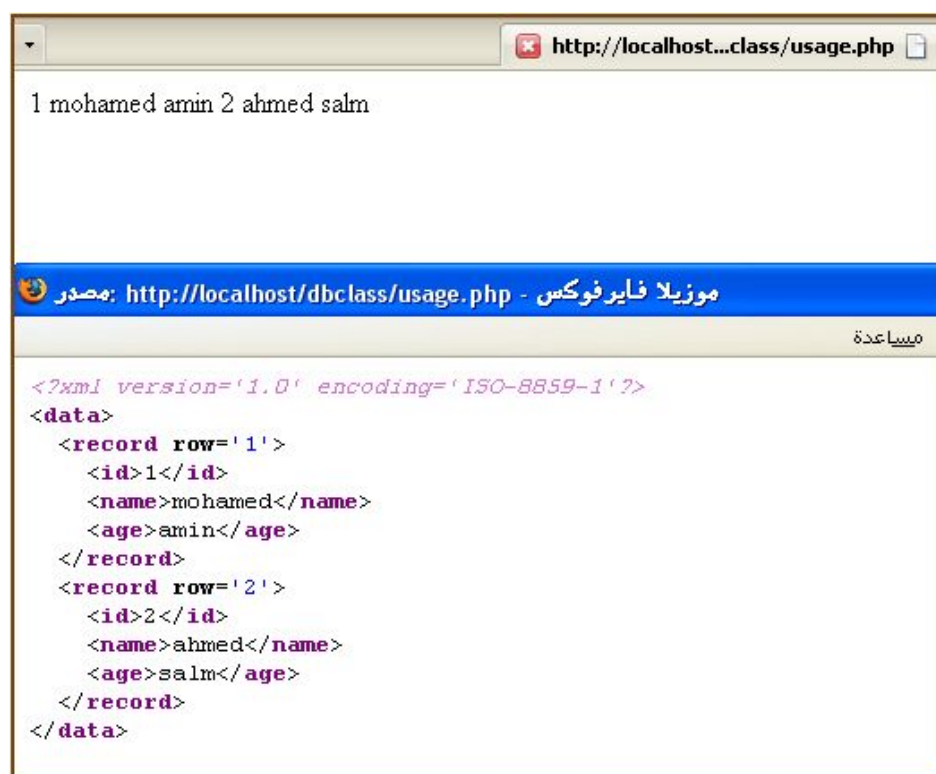 http://localhost...class/usage.php
1 mohamed amin 2 ahmed salm
مصدر: http://localhost/dbclass/usage.php - موزيلا فايرفوكس
مساعدة
<?xml version='1.0' encoding='ISO-8859-1'?>
<data>
<record row='1'>
<id>1</id>
<name>mohamed</name>
<age>amin</age>
</record>
<record row='2'>
<id>2</id>
<name>ahmed</name>
<age>salm</age>
</record>
</data>